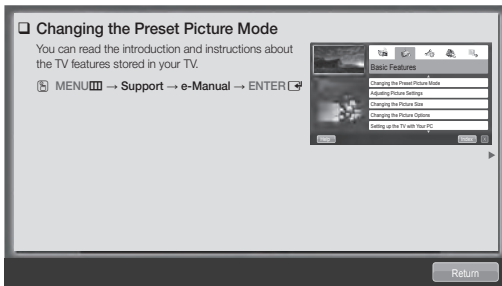 Changing the Preset Picture Mode
You can read the introduction and instructions about
the TV features stored in your TV.
MENU → Support → e-Manual → ENTER
Basic Features
Changing the Preset Picture Mode
Adjusting Picture Settings
Changing the Picture Size
Changing the Picture Options
Setting up the TV with Your PC
Index
Return